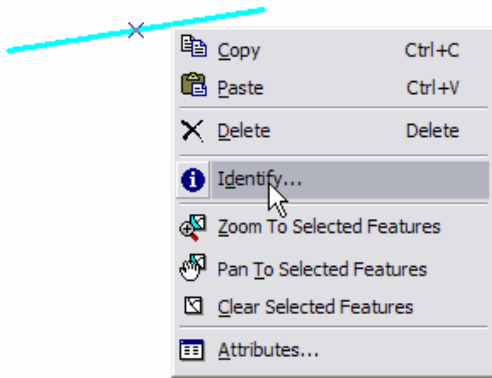 Copy Ctrl+C
Paste Ctrl+V
Delete Delete
Identify...
Zoom To Selected Features
Pan To Selected Features
Clear Selected Features
Attributes...